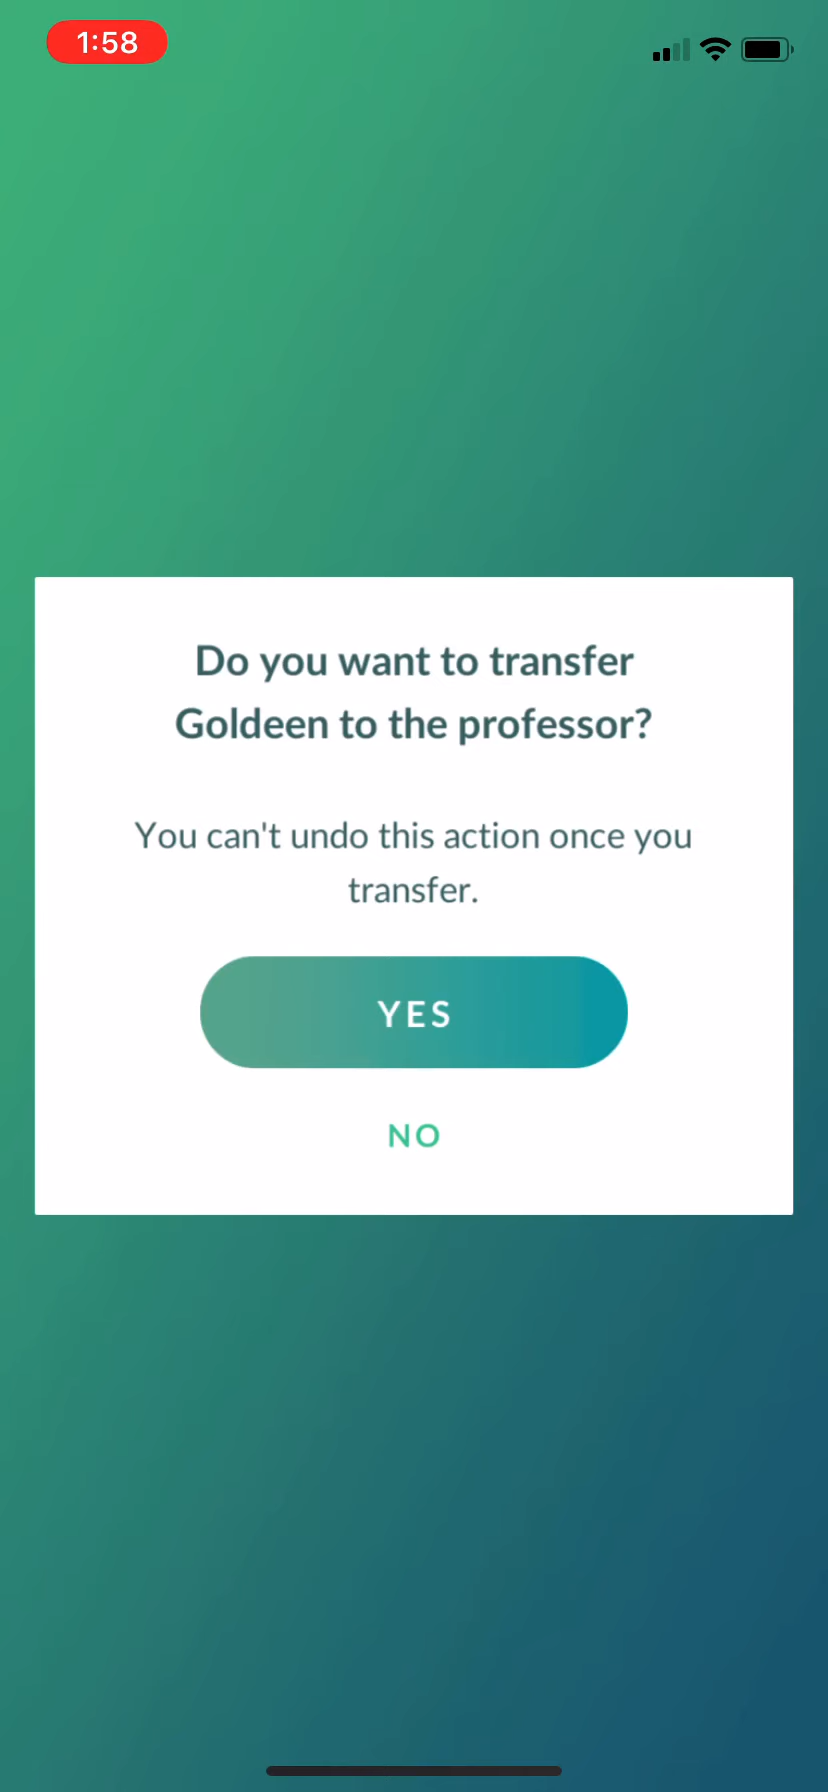 1:58
Do you want to transfer
Goldeen to the professor?
You can't undo this action once you
transfer.
YES
NO